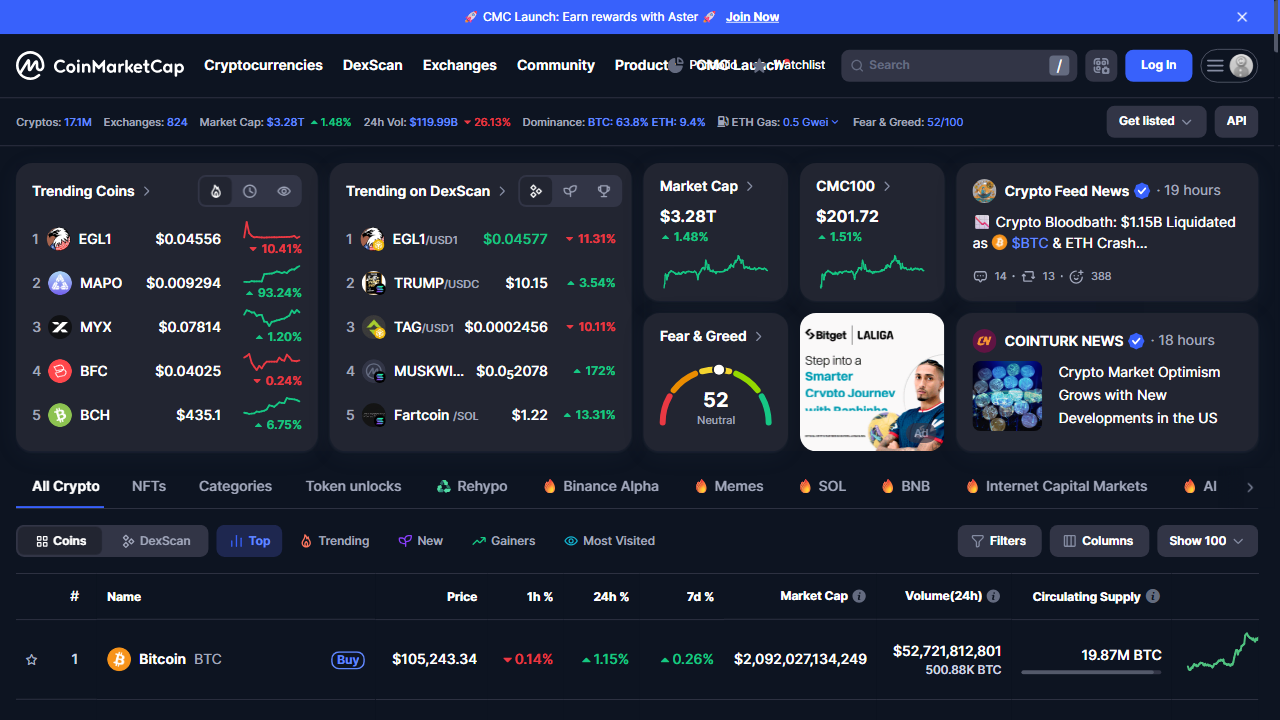 🚀 CMC Launch: Earn rewards with Aster 🚀 Join Now
CoinMarketCap Cryptocurrencies DexScan Exchanges Community Products Portfolio CMC Launch Watchlist Search / Log In
Cryptos: 17.1M Exchanges: 824 Market Cap: $3.28T 1.48% 24h Vol: $119.99B 26.13% Dominance: BTC: 63.8% ETH: 9.4% ETH Gas: 0.5 Gwei Fear & Greed: 52/100 Get listed API
Trending Coins
1 EGL1 $0.04556 10.41%
2 MAPO $0.009294 93.24%
3 MYX $0.07814 1.20%
4 BFC $0.04025 0.24%
5 BCH $435.1 6.75%
Trending on DexScan
1 EGL1/USD1 $0.04577 11.31%
2 TRUMP/USDC $10.15 3.54%
3 TAG/USD1 $0.0002456 10.11%
4 MUSKWI... $0.0₅2078 172%
5 Fartcoin /SOL $1.22 13.31%
Market Cap
$3.28T
1.48%
CMC100
$201.72
1.51%
Fear & Greed
52
Neutral
Bitget LALIGA
Step into a
Smarter
Crypto Journey
with Raphinha
Crypto Feed News · 19 hours
📉 Crypto Bloodbath: $1.15B Liquidated
as $BTC & ETH Crash...
14 · 13 · 388
COINTURK NEWS · 18 hours
Crypto Market Optimism
Grows with New
Developments in the US
All Crypto NFTs Categories Token unlocks Rehypo Binance Alpha Memes SOL BNB Internet Capital Markets AI
Coins DexScan Top Trending New Gainers Most Visited Filters Columns Show 100
# Name Price 1h % 24h % 7d % Market Cap Volume(24h) Circulating Supply
1 Bitcoin BTC Buy $105,243.34 0.14% 1.15% 0.26% $2,092,027,134,249 $52,721,812,801 19.87M BTC
500.88K BTC